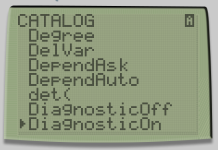 CATALOG A
Degree
DelVar
DependAsk
DependAuto
det(
DiagnosticOff
▶DiagnosticOn